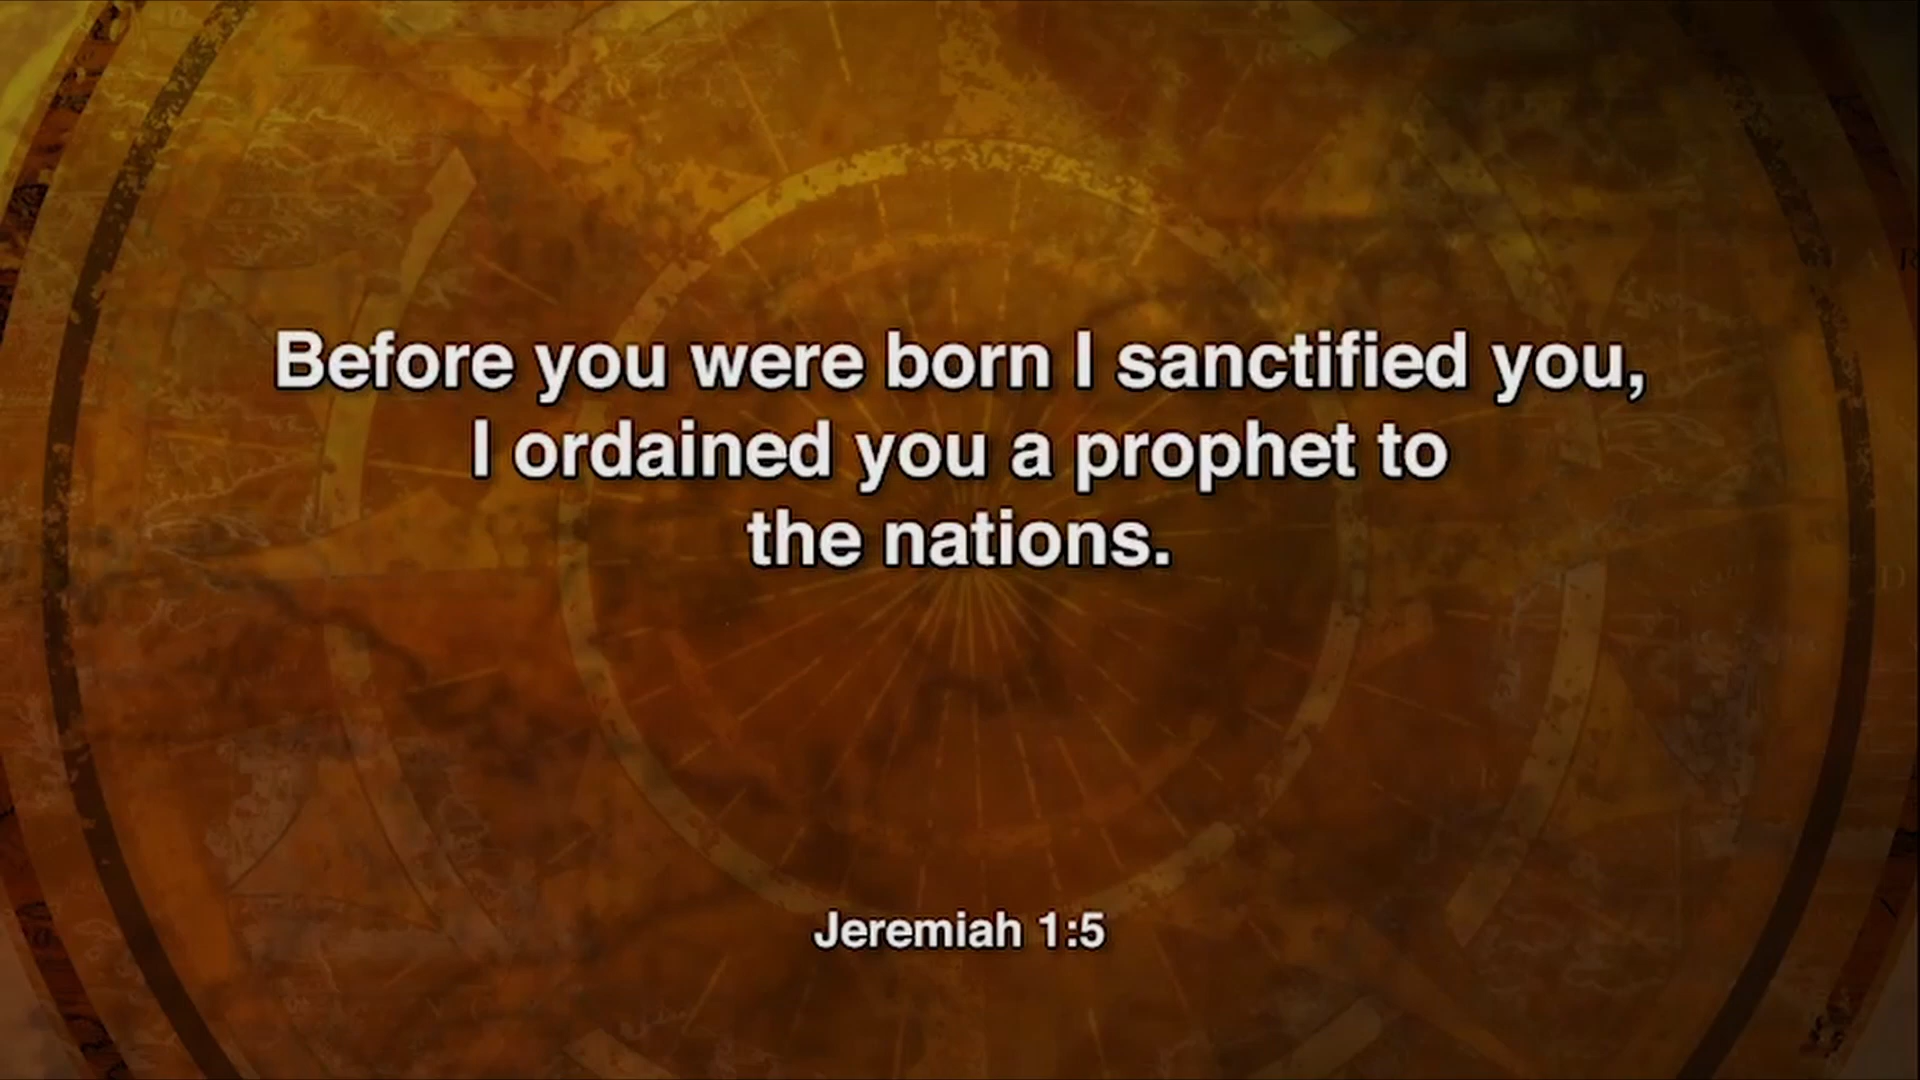 Before you were born I sanctified you,
I ordained you a prophet to
the nations.
Jeremiah 1:5